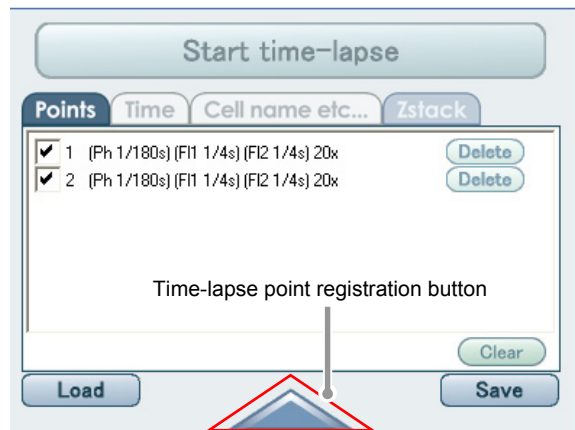 Start time-lapse
Points Time Cell name etc... Zstack
1 (Ph 1/180s) (Fl1 1/4s) (Fl2 1/4s) 20x Delete
2 (Ph 1/180s) (Fl1 1/4s) (Fl2 1/4s) 20x Delete
Time-lapse point registration button
Clear
Load Save